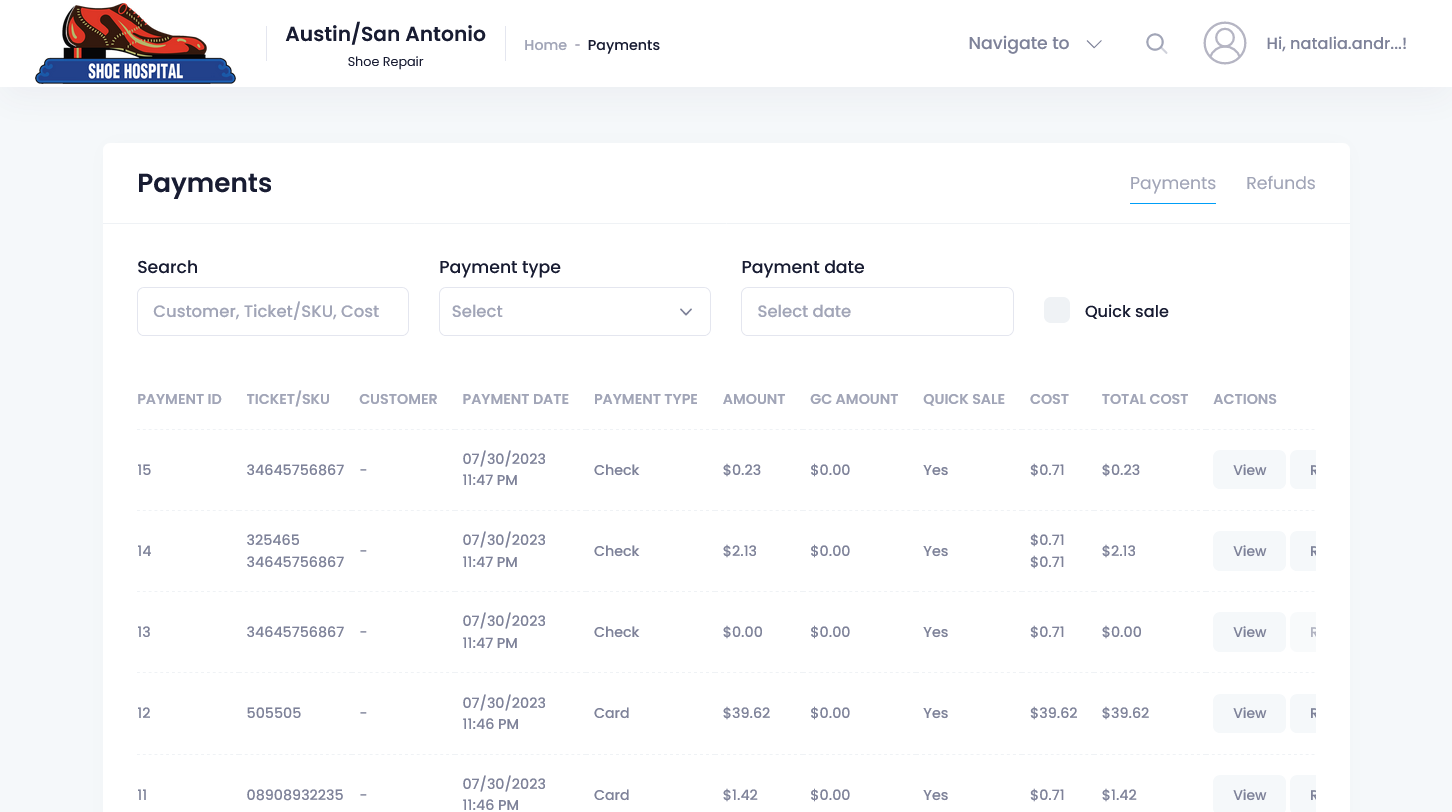 SHOE HOSPITAL
Austin/San Antonio
Shoe Repair
Home - Payments
Navigate to
Hi, natalia.andr...!
Payments
Payments Refunds
Search Payment type Payment date
Customer, Ticket/SKU, Cost Select Select date Quick sale
PAYMENT ID TICKET/SKU CUSTOMER PAYMENT DATE PAYMENT TYPE AMOUNT GC AMOUNT QUICK SALE COST TOTAL COST ACTIONS
15 34645756867 - 07/30/2023 11:47 PM Check $0.23 $0.00 Yes $0.71 $0.23 View
14 325465 34645756867 - 07/30/2023 11:47 PM Check $2.13 $0.00 Yes $0.71 $0.71 $2.13 View
13 34645756867 - 07/30/2023 11:47 PM Check $0.00 $0.00 Yes $0.71 $0.00 View
12 505505 - 07/30/2023 11:46 PM Card $39.62 $0.00 Yes $39.62 $39.62 View
11 08908932235 - 07/30/2023 11:46 PM Card $1.42 $0.00 Yes $0.71 $1.42 View